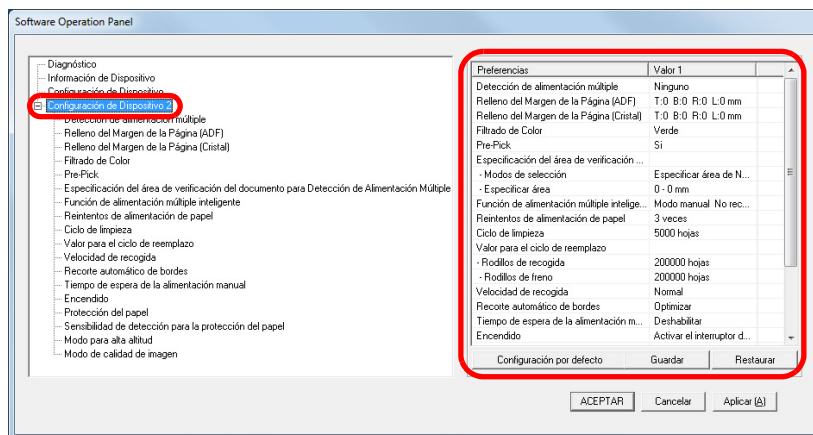 Software Operation Panel
Diagnóstico
Información de Dispositivo
Configuración de Dispositivo
Configuración de Dispositivo 2
Detección de alimentación múltiple
Relleno del Margen de la Página (ADF)
Relleno del Margen de la Página (Cristal)
Filtrado de Color
Pre-Pick
Especificación del área de verificación del documento para Detección de Alimentación Múltiple
Función de alimentación múltiple inteligente
Reintentos de alimentación de papel
Ciclo de limpieza
Valor para el ciclo de reemplazo
Velocidad de recogida
Recorte automático de bordes
Tiempo de espera de la alimentación manual
Encendido
Protección del papel
Sensibilidad de detección para la protección del papel
Modo para alta altitud
Modo de calidad de imagen
Preferencias Valor 1
Detección de alimentación múltiple Ninguno
Relleno del Margen de la Página (ADF) T:0 B:0 R:0 L:0 mm
Relleno del Margen de la Página (Cristal) T:0 B:0 R:0 L:0 mm
Filtrado de Color Verde
Pre-Pick Si
Especificación del área de verificación ...
- Modos de selección Especificar área de N...
- Especificar área 0 - 0 mm
Función de alimentación múltiple intelige... Modo manual No rec...
Reintentos de alimentación de papel 3 veces
Ciclo de limpieza 5000 hojas
Valor para el ciclo de reemplazo
- Rodillos de recogida 200000 hojas
- Rodillos de freno 200000 hojas
Velocidad de recogida Normal
Recorte automático de bordes Optimizar
Tiempo de espera de la alimentación m... Deshabilitar
Encendido Activar el interruptor d...
Configuración por defecto Guardar Restaurar
ACEPTAR Cancelar Aplicar (A)